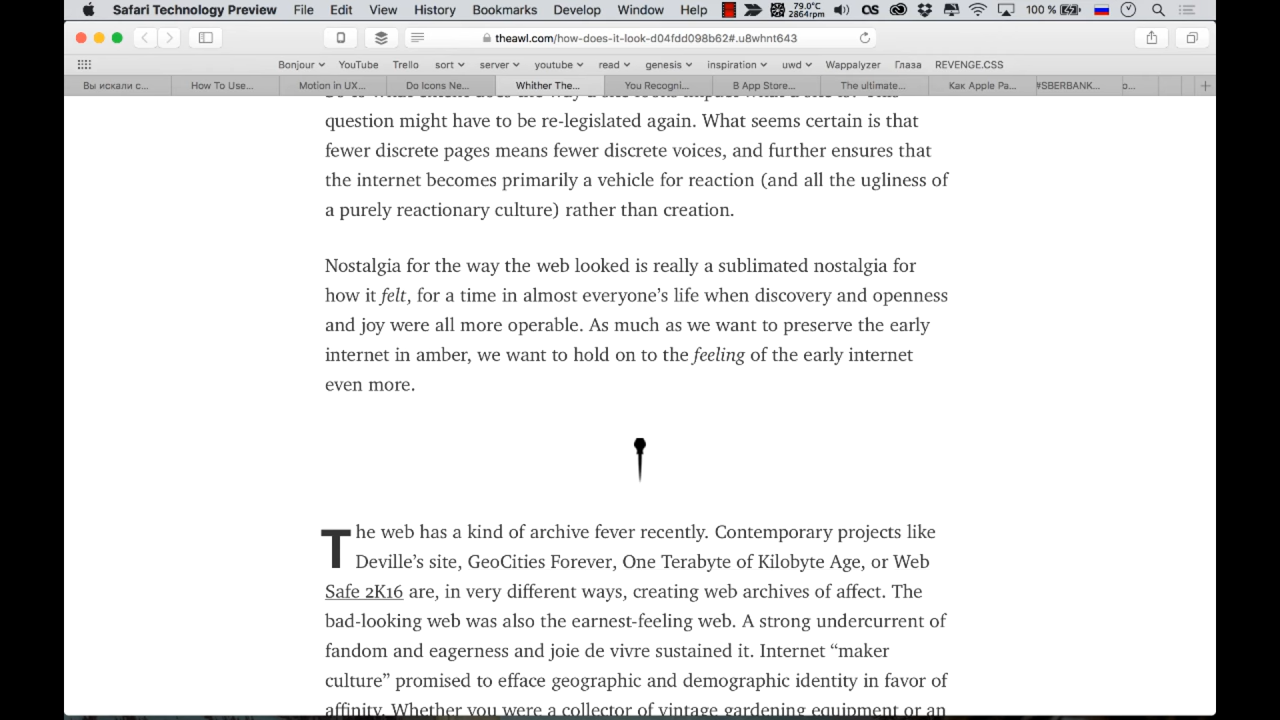 Safari Technology Preview File Edit View History Bookmarks Develop Window Help 79.0°C 2864rpm 100 %
theawl.com/how-does-it-look-d04fdd098b62#.u8whnt643
Bonjour YouTube Trello sort server youtube read genesis inspiration uwd Wappalyzer Глаза REVENGE.CSS
Вы искали с... How To Use... Motion in UX... Do Icons Ne... Whither The... You Recogni... В App Store... The ultimate... Как Apple Pa... #SBERBANK...
question might have to be re-legislated again. What seems certain is that
fewer discrete pages means fewer discrete voices, and further ensures that
the internet becomes primarily a vehicle for reaction (and all the ugliness of
a purely reactionary culture) rather than creation.
Nostalgia for the way the web looked is really a sublimated nostalgia for
how it felt, for a time in almost everyone’s life when discovery and openness
and joy were all more operable. As much as we want to preserve the early
internet in amber, we want to hold on to the feeling of the early internet
even more.
The web has a kind of archive fever recently. Contemporary projects like
Deville’s site, GeoCities Forever, One Terabyte of Kilobyte Age, or Web
Safe 2K16 are, in very different ways, creating web archives of affect. The
bad-looking web was also the earnest-feeling web. A strong undercurrent of
fandom and eagerness and joie de vivre sustained it. Internet “maker
culture” promised to efface geographic and demographic identity in favor of
affinity. Whether you were a collector of vintage gardening equipment or an